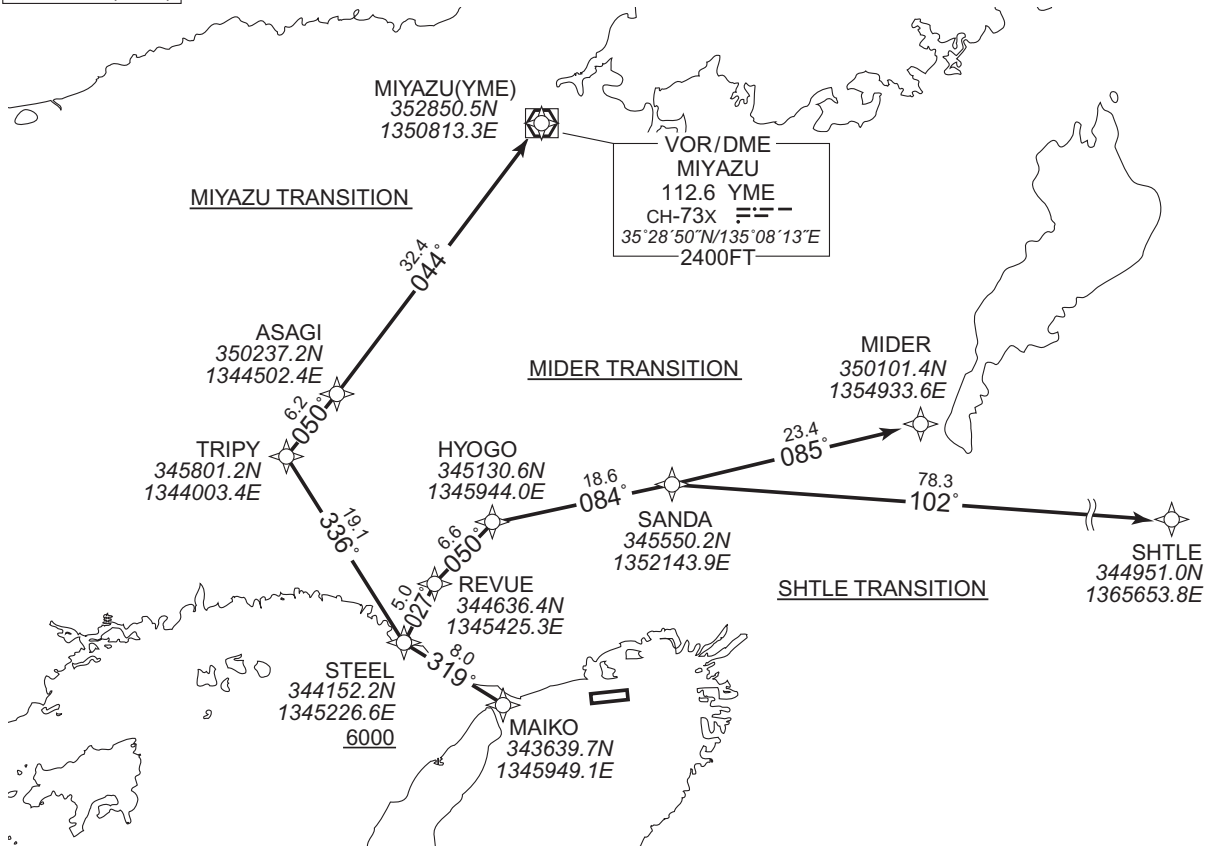 MIYAZU(YME)
352850.5N
1350813.3E
VOR/DME
MIYAZU
112.6 YME
CH-73X
35°28´50˝N/135°08´13˝E
2400FT
MIYAZU TRANSITION
32.4
044°
ASAGI
350237.2N
1344502.4E
MIDER TRANSITION
MIDER
350101.4N
1354933.6E
6.2
050°
TRIPY
345801.2N
1344003.4E
HYOGO
345130.6N
1345944.0E
23.4
085°
18.6
084°
78.3
102°
SANDA
345550.2N
1352143.9E
19.1
336°
6.6
050°
SHTLE
344951.0N
1365653.8E
SHTLE TRANSITION
REVUE
344636.4N
1345425.3E
5.0
027°
8.0
319°
STEEL
344152.2N
1345226.6E
6000
MAIKO
343639.7N
1345949.1E